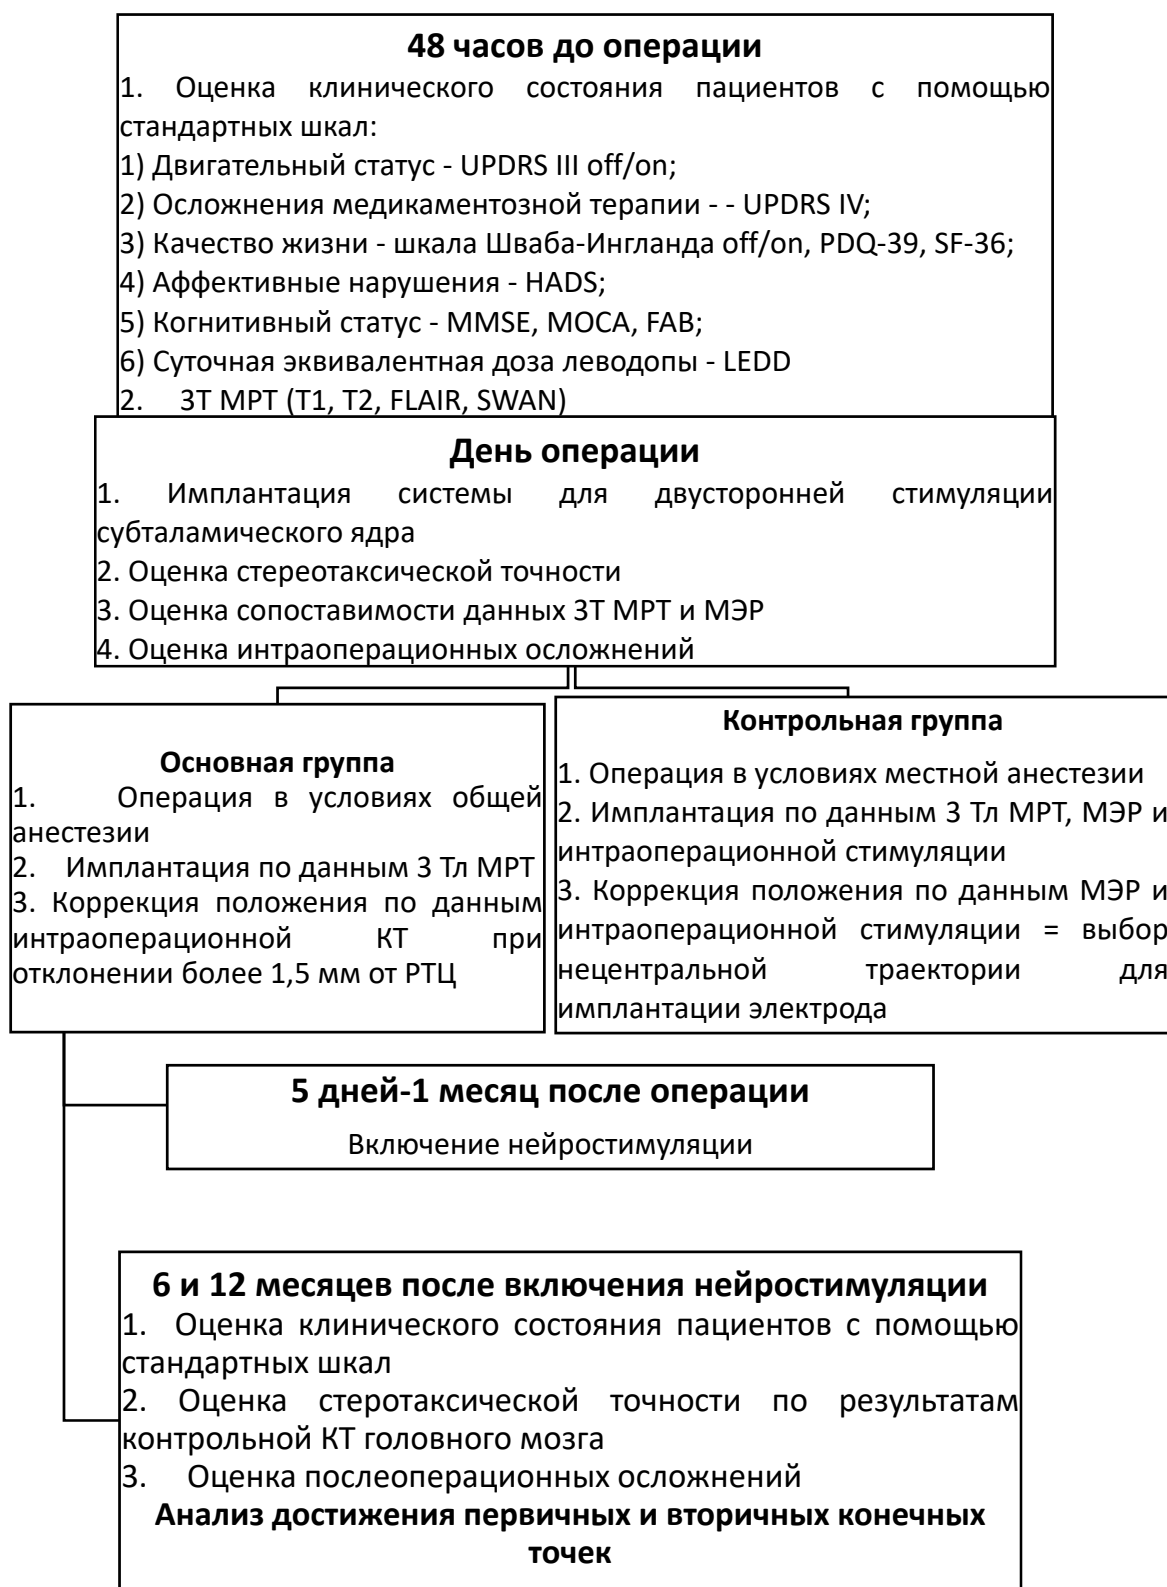 48 часов до операции
1. Оценка клинического состояния пациентов с помощью
стандартных шкал:
1) Двигательный статус - UPDRS III off/on;
2) Осложнения медикаментозной терапии - - UPDRS IV;
3) Качество жизни - шкала Шваба-Ингланда off/on, PDQ-39, SF-36;
4) Аффективные нарушения - HADS;
5) Когнитивный статус - MMSE, MOCA, FAB;
6) Суточная эквивалентная доза леводопы - LEDD
2. 3Т МРТ (T1, T2, FLAIR, SWAN)
День операции
1. Имплантация системы для двусторонней стимуляции
субталамического ядра
2. Оценка стереотаксической точности
3. Оценка сопоставимости данных 3Т МРТ и МЭР
4. Оценка интраоперационных осложнений
Основная группа
1. Операция в условиях общей
анестезии
2. Имплантация по данным 3 Тл МРТ
3. Коррекция положения по данным
интраоперационной КТ при
отклонении более 1,5 мм от РТЦ
Контрольная группа
1. Операция в условиях местной анестезии
2. Имплантация по данным 3 Тл МРТ, МЭР и
интраоперационной стимуляции
3. Коррекция положения по данным МЭР и
интраоперационной стимуляции = выбор
нецентральной траектории для
имплантации электрода
5 дней-1 месяц после операции
Включение нейростимуляции
6 и 12 месяцев после включения нейростимуляции
1. Оценка клинического состояния пациентов с помощью
стандартных шкал
2. Оценка стеротаксической точности по результатам
контрольной КТ головного мозга
3. Оценка послеоперационных осложнений
Анализ достижения первичных и вторичных конечных
точек